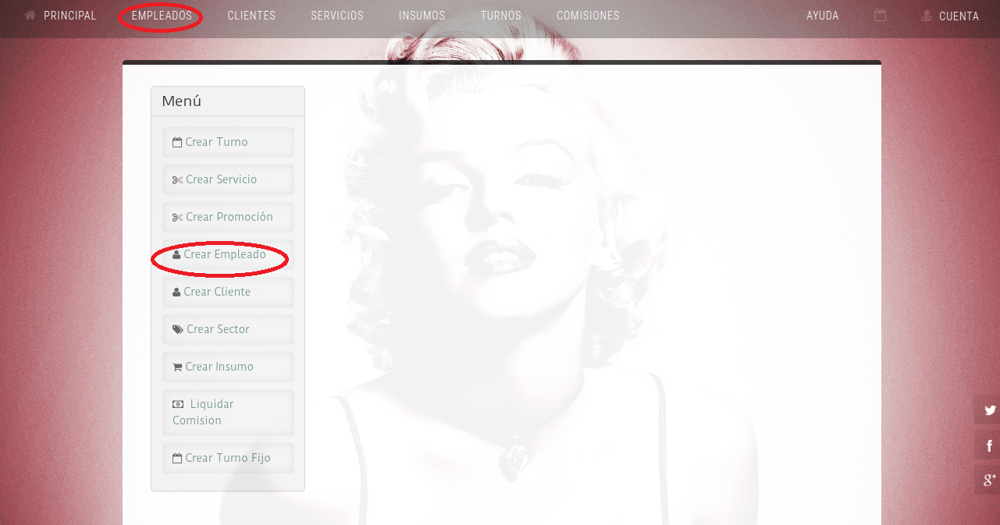 PRINCIPAL EMPLEADOS CLIENTES SERVICIOS INSUMOS TURNOS COMISIONES AYUDA CUENTA
Menú
Crear Turno
Crear Servicio
Crear Promoción
Crear Empleado
Crear Cliente
Crear Sector
Crear Insumo
Liquidar
Comision
Crear Turno Fijo